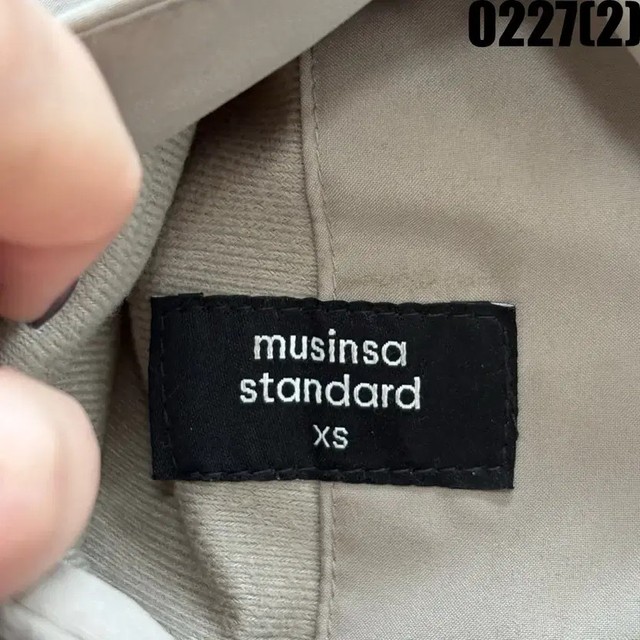 0227(2)
musinsa
standard
XS